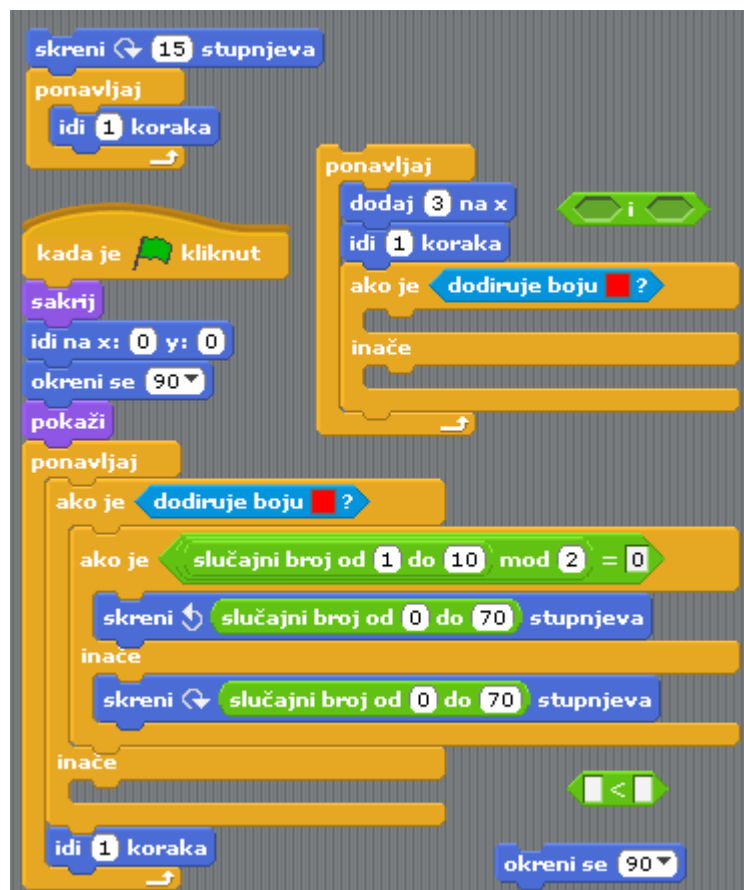 skreni 15 stupnjeva
ponavljaj
idi 1 koraka
ponavljaj
dodaj 3 na x
idi 1 koraka
ako je dodiruje boju ?
inače
i
kada je kliknut
sakrij
idi na x: 0 y: 0
okreni se 90
pokaži
ponavljaj
ako je dodiruje boju ?
ako je slučajni broj od 1 do 10 mod 2 = 0
skreni slučajni broj od 0 do 70 stupnjeva
inače
skreni slučajni broj od 0 do 70 stupnjeva
inače
idi 1 koraka
<
okreni se 90